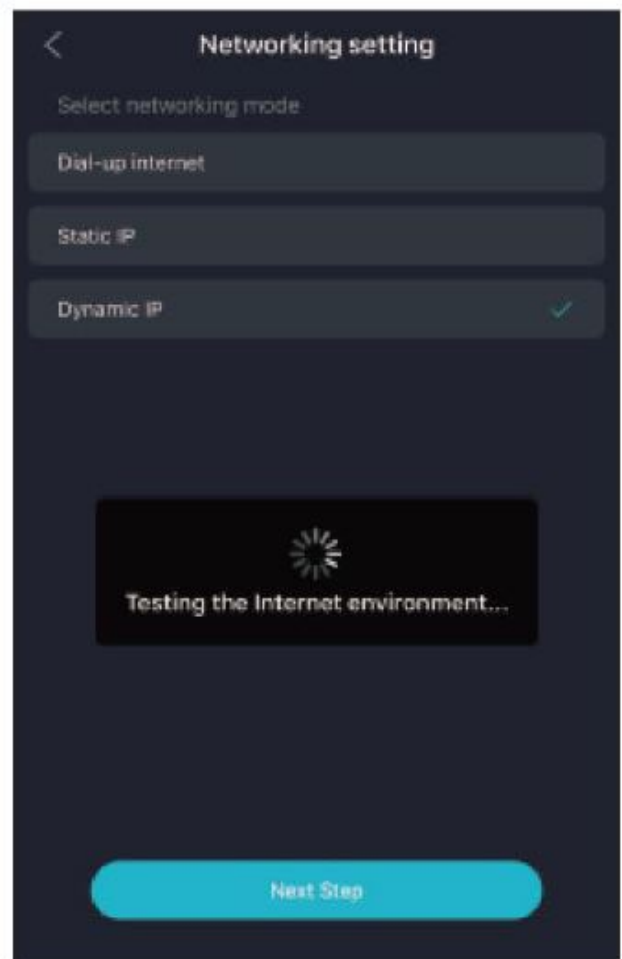 Networking setting
Select networking mode
Dial-up internet
Static IP
Dynamic IP
Testing the Internet environment...
Next Step